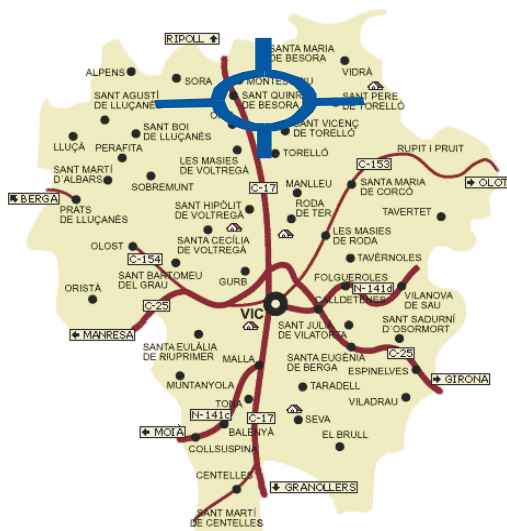 RIPOLL
SANTA MARIA
DE BESORA
ALPENS
SORA
VIDRÀ
SANT AGUSTÍ
DE LLUÇANÈS
SANT QUIRZE
DE BESORA
SANT PERE
DE TORELLÓ
SANT BOI
DE LLUÇANÈS
SANT VICENÇ
DE TORELLÓ
LLUÇÀ
PERAFITA
LES MASIES
DE VOLTREGÀ
TORELLÓ
RUPIT I PRUIT
C-153
SANT MARTÍ
D'ALBARS
SOBREMUNT
C-17
MANLLEU
SANTA MARIA
DE CORCÓ
OLOT
BERGA
PRATS
DE LLUÇANÈS
SANT HIPÒLIT
DE VOLTREGÀ
RODA
DE TER
TAVERTET
OLOST
SANTA CECÍLIA
DE VOLTREGÀ
LES MASIES
DE RODA
C-154
TAVÈRNOLES
SANT BARTOMEU
DEL GRAU
GURB
FOLGUEROLES
ORISTÀ
N-141d
C-25
VIC
CALLDETENES
VILANOVA
DE SAU
MANRESA
SANT JULIÀ
DE VILATORTA
SANT SADURNÍ
D'OSORMORT
SANTA EULÀLIA
DE RIUPRIMER
MALLA
SANTA EUGÈNIA
DE BERGA
C-25
ESPINELVES
MUNTANYOLA
TARADELL
GIRONA
TONA
VILADRAU
N-141c
C-17
SEVA
MOIÀ
BALENYÀ
EL BRULL
COLLSUSPINA
CENTELLES
GRANOLLERS
SANT MARTÍ
DE CENTELLES